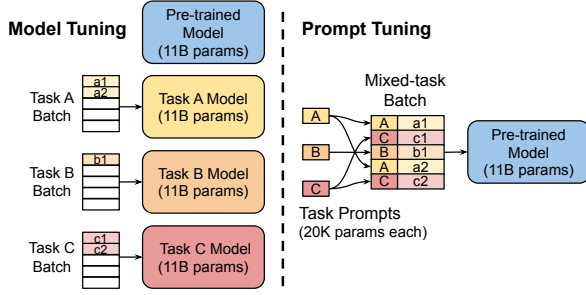 Model Tuning
Pre-trained
Model
(11B params)
a1
a2
Task A
Batch
Task A Model
(11B params)
b1
Task B
Batch
Task B Model
(11B params)
c1
c2
Task C
Batch
Task C Model
(11B params)
Prompt Tuning
Mixed-task
Batch
A
B
C
A a1
C c1
B b1
A a2
C c2
Pre-trained
Model
(11B params)
Task Prompts
(20K params each)